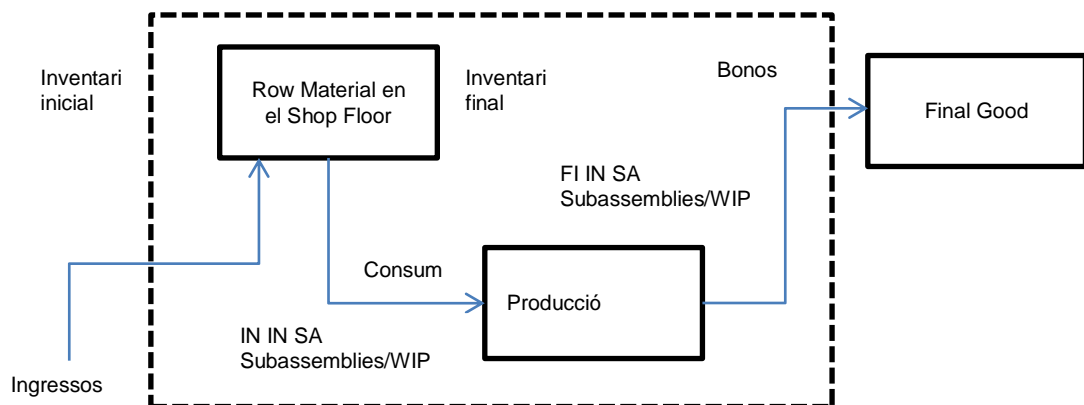 Inventari
inicial
Row Material en
el Shop Floor
Inventari
final
Bonos
Final Good
FI IN SA
Subassemblies/WIP
Consum
Producció
IN IN SA
Subassemblies/WIP
Ingressos